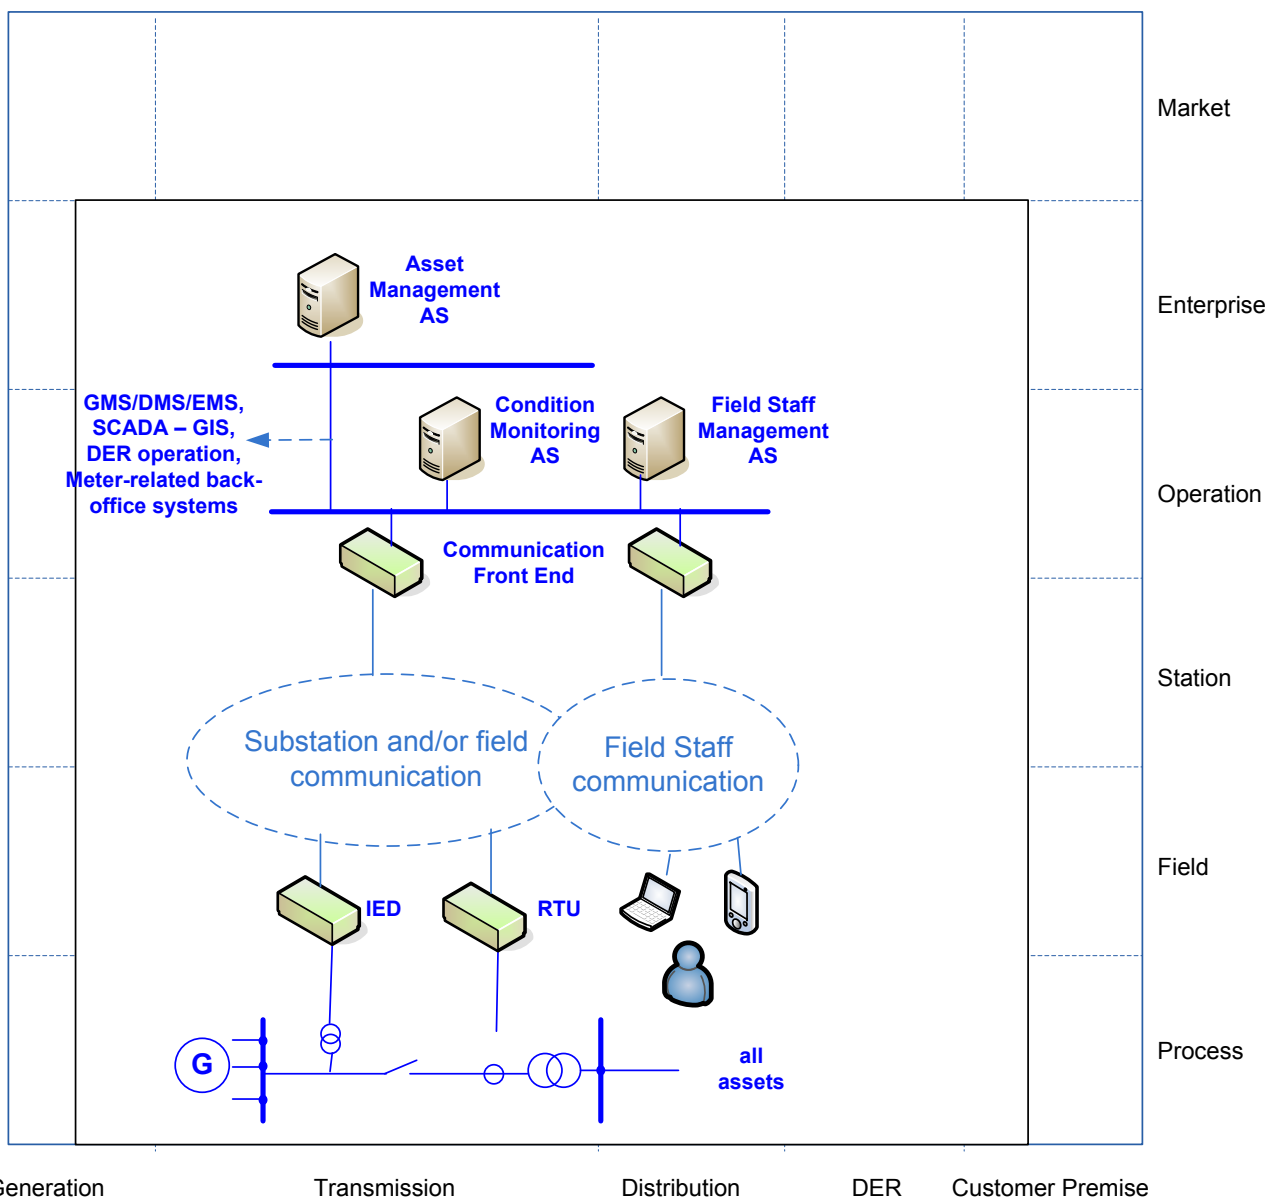 Market
Asset
Management
AS
Enterprise
GMS/DMS/EMS,
SCADA – GIS,
DER operation,
Meter-related back-
office systems
Condition
Monitoring
AS
Field Staff
Management
AS
Operation
Communication
Front End
Station
Substation and/or field
communication
Field Staff
communication
Field
IED
RTU
G
all
assets
Process
Generation
Transmission
Distribution
DER
Customer Premise